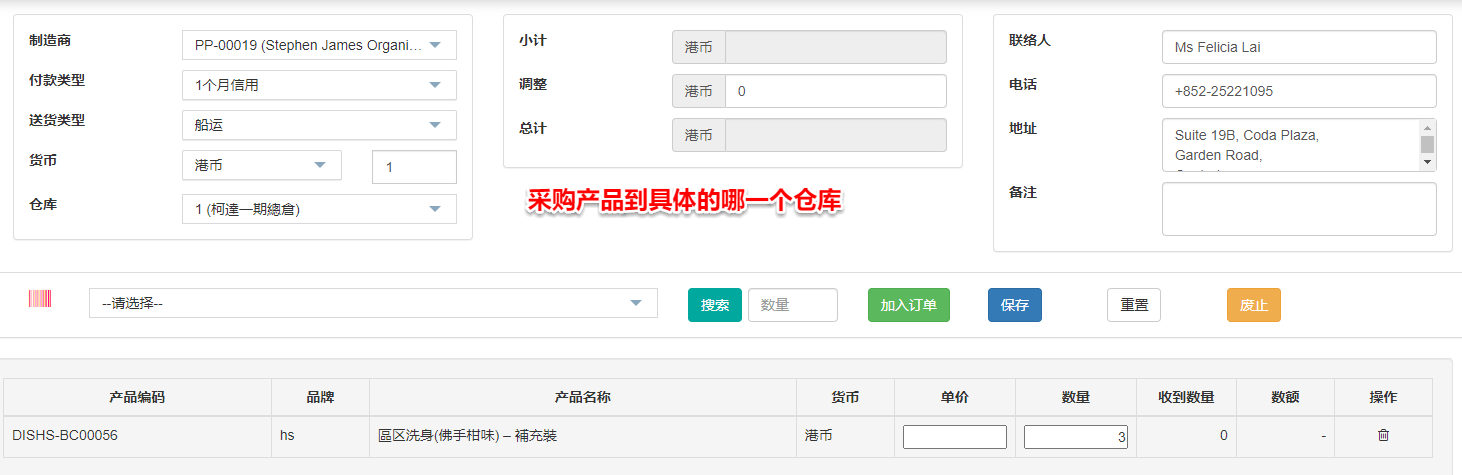 制造商
PP-00019 (Stephen James Organi...
付款类型
1个月信用
送货类型
船运
货币
港币
1
仓库
1 (柯達一期總倉)
小计
港币
调整
港币
0
总计
港币
采购产品到具体的哪一个仓库
联络人
Ms Felicia Lai
电话
+852-25221095
地址
Suite 19B, Coda Plaza,
Garden Road,
备注
--请选择--
搜索
数量
加入订单
保存
重置
废止
产品编码 品牌 产品名称 货币 单价 数量 收到数量 数额 操作
DISHS-BC00056 hs 區区洗身(佛手柑味) – 補充裝 港币 3 0 -